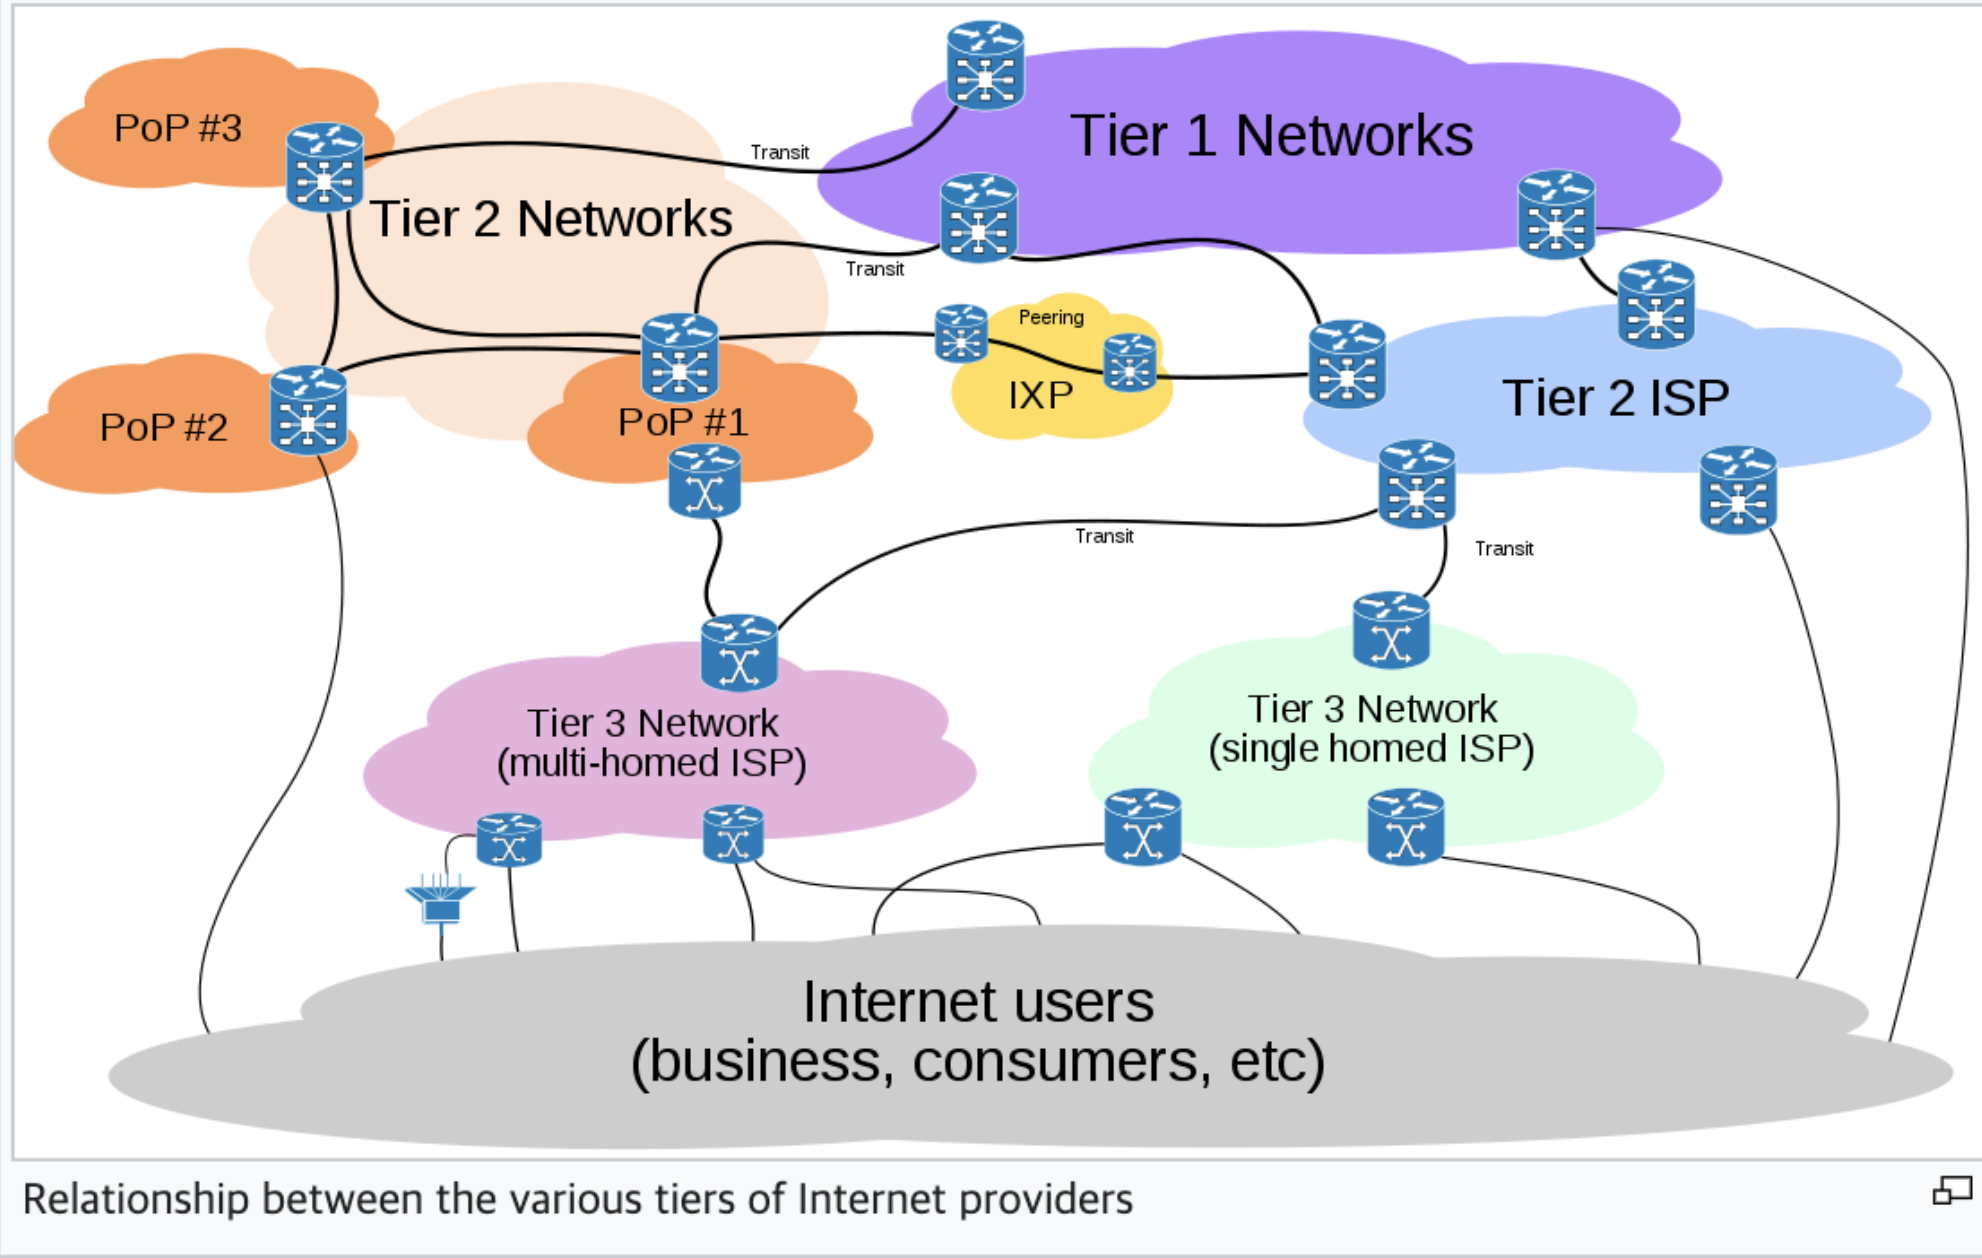 PoP #3
Transit
Tier 1 Networks
Tier 2 Networks
Transit
Peering
IXP
Tier 2 ISP
PoP #2
PoP #1
Transit
Transit
Tier 3 Network
(multi-homed ISP)
Tier 3 Network
(single homed ISP)
Internet users
(business, consumers, etc)
Relationship between the various tiers of Internet providers